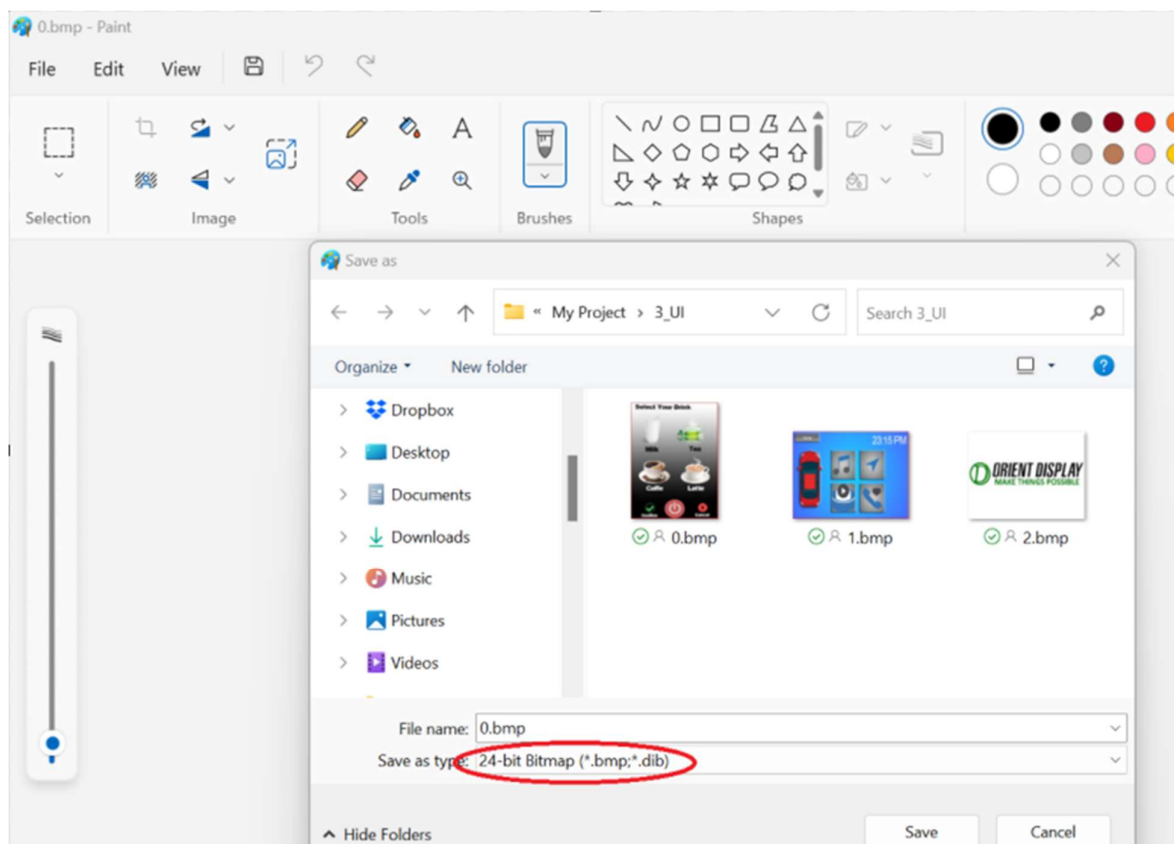 0.bmp - Paint
File Edit View
Selection Image Tools Brushes Shapes
Save as
« My Project › 3_UI
Search 3_UI
Organize New folder
Dropbox
Desktop
Documents
Downloads
Music
Pictures
Videos
Select Your Drink
Milk Tea
Coffe Latte
23:15 PM
ORIENT DISPLAY
MAKE THINGS POSSIBLE
0.bmp 1.bmp 2.bmp
File name: 0.bmp
Save as type: 24-bit Bitmap (*.bmp;*.dib)
Hide Folders Save Cancel